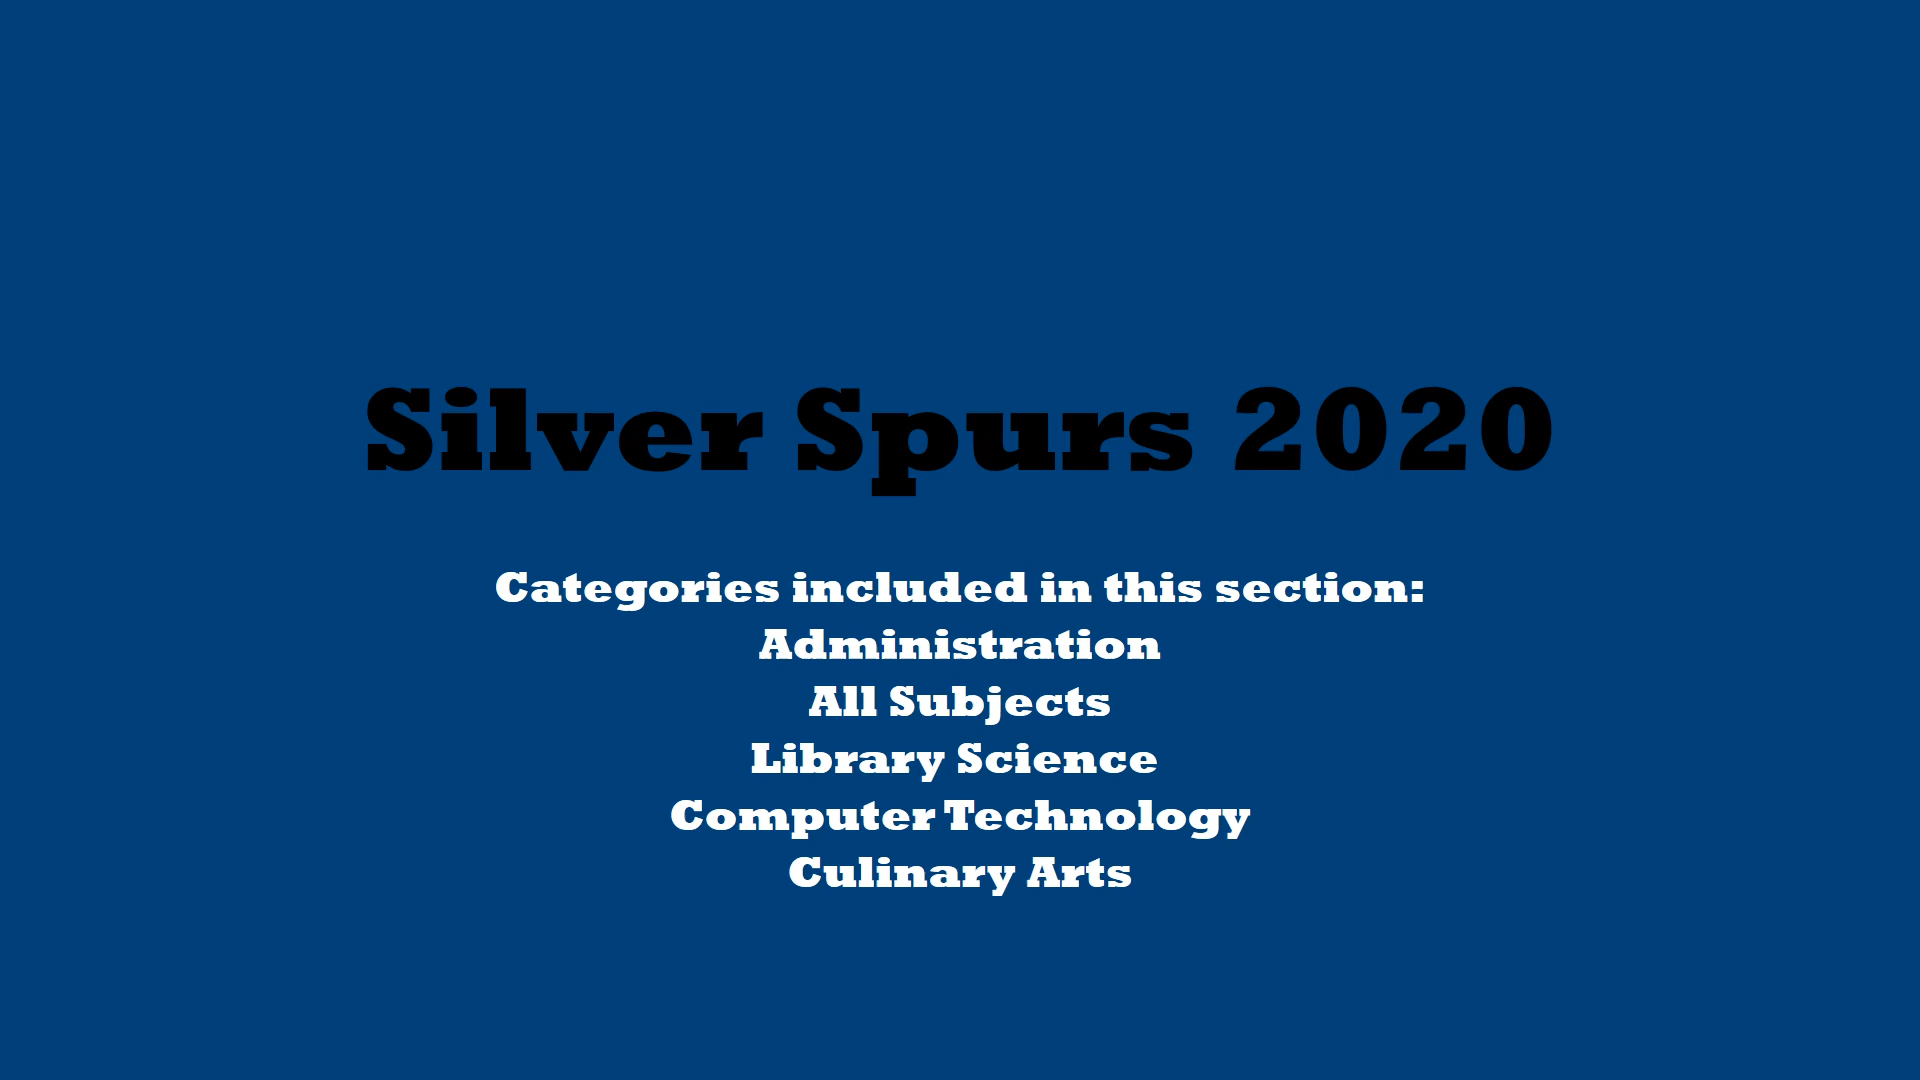 Silver Spurs 2020
Categories included in this section:
Administration
All Subjects
Library Science
Computer Technology
Culinary Arts